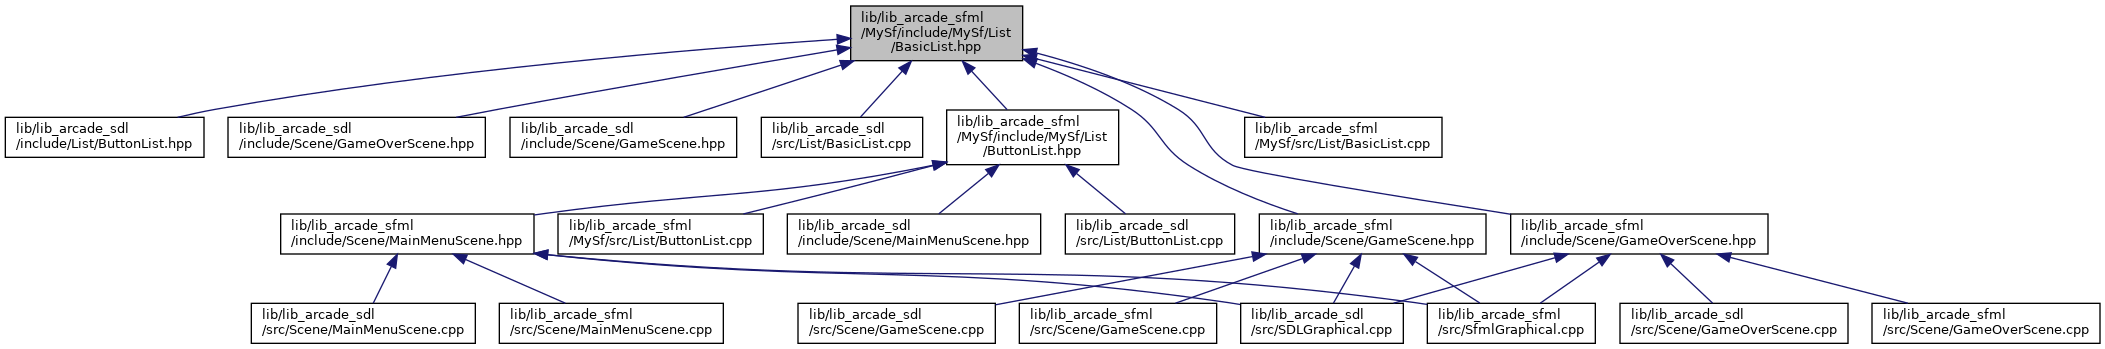 lib/lib_arcade_sfml
/MySf/include/MySf/List
/BasicList.hpp
lib/lib_arcade_sdl
/include/List/ButtonList.hpp
lib/lib_arcade_sdl
/include/Scene/GameOverScene.hpp
lib/lib_arcade_sdl
/include/Scene/GameScene.hpp
lib/lib_arcade_sdl
/src/List/BasicList.cpp
lib/lib_arcade_sfml
/MySf/include/MySf/List
/ButtonList.hpp
lib/lib_arcade_sfml
/MySf/src/List/BasicList.cpp
lib/lib_arcade_sfml
/include/Scene/MainMenuScene.hpp
lib/lib_arcade_sfml
/MySf/src/List/ButtonList.cpp
lib/lib_arcade_sdl
/include/Scene/MainMenuScene.hpp
lib/lib_arcade_sdl
/src/List/ButtonList.cpp
lib/lib_arcade_sfml
/include/Scene/GameScene.hpp
lib/lib_arcade_sfml
/include/Scene/GameOverScene.hpp
lib/lib_arcade_sdl
/src/Scene/MainMenuScene.cpp
lib/lib_arcade_sfml
/src/Scene/MainMenuScene.cpp
lib/lib_arcade_sdl
/src/Scene/GameScene.cpp
lib/lib_arcade_sfml
/src/Scene/GameScene.cpp
lib/lib_arcade_sdl
/src/SDLGraphical.cpp
lib/lib_arcade_sfml
/src/SfmlGraphical.cpp
lib/lib_arcade_sdl
/src/Scene/GameOverScene.cpp
lib/lib_arcade_sfml
/src/Scene/GameOverScene.cpp